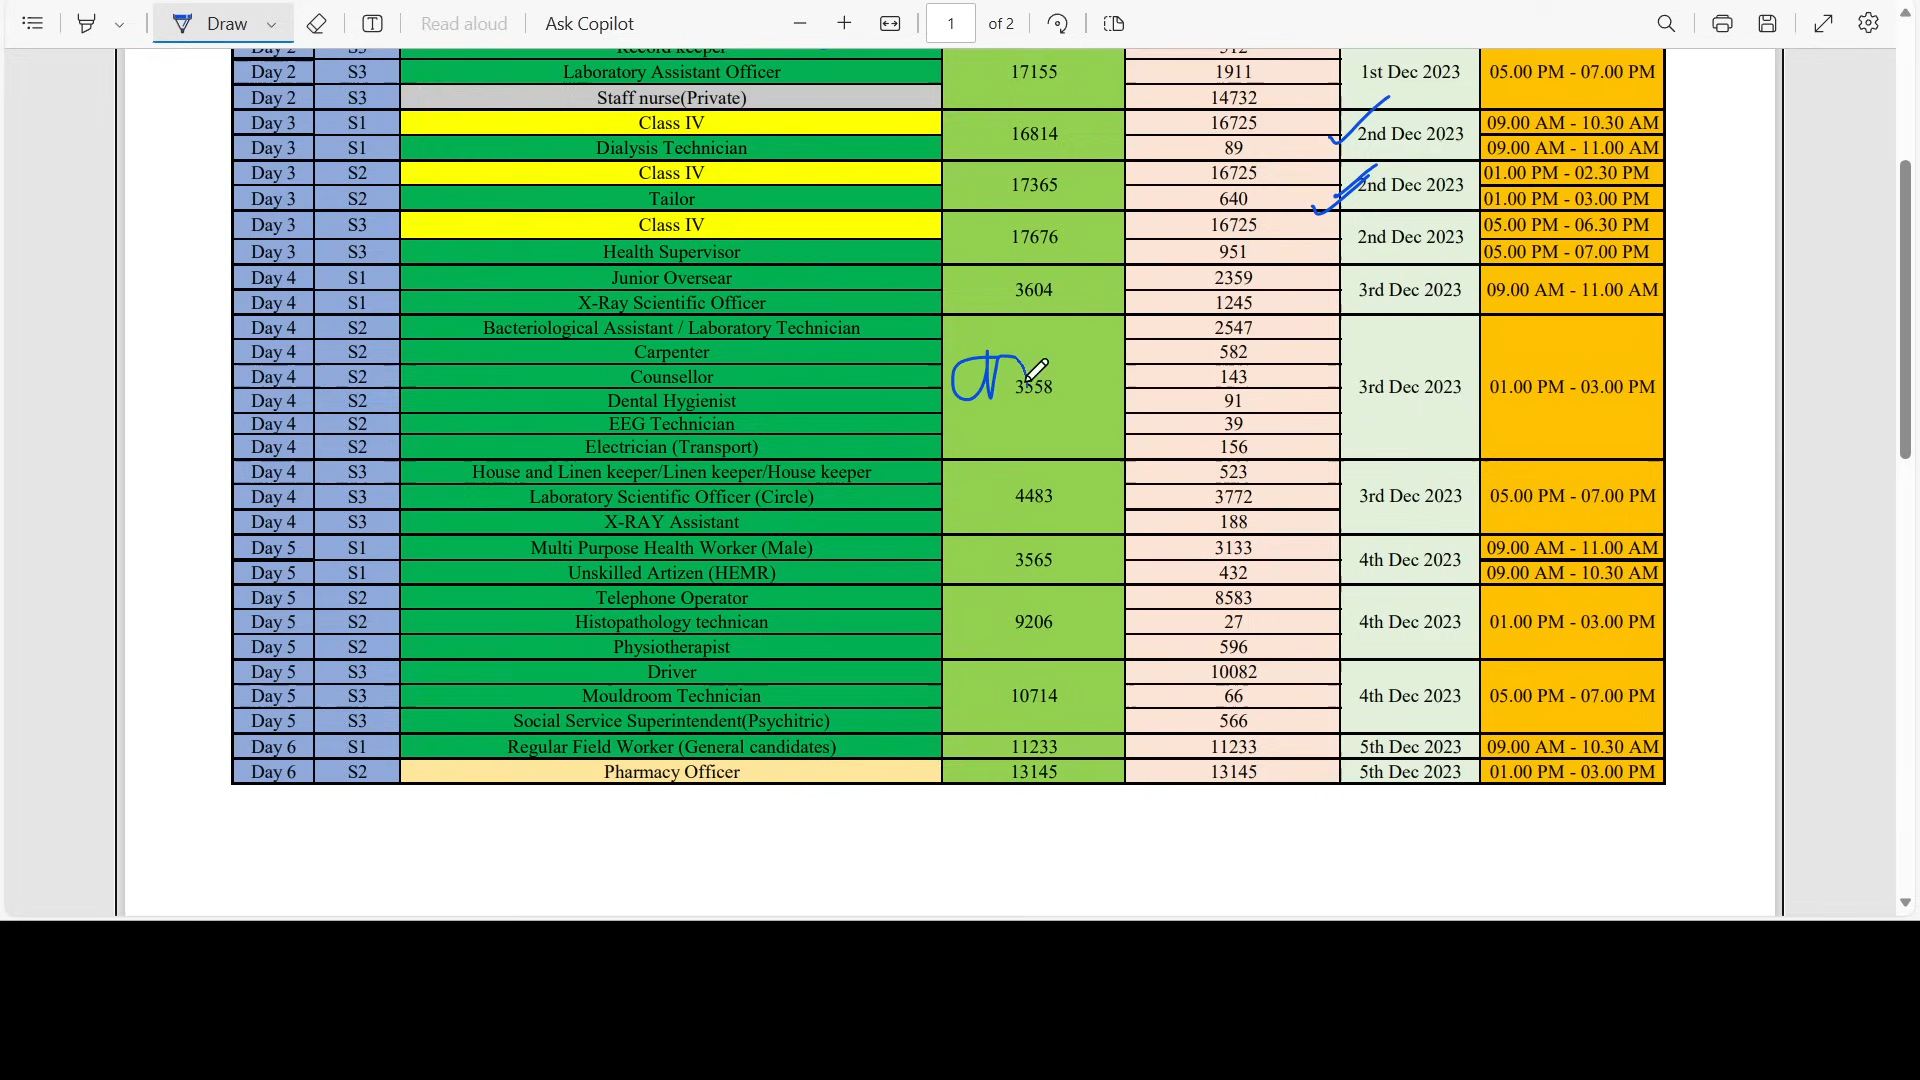 Draw Read aloud Ask Copilot 1 of 2
Day 2 S3 Record keeper 512
Day 2 S3 Laboratory Assistant Officer 17155 1911 1st Dec 2023 05.00 PM - 07.00 PM
Day 2 S3 Staff nurse(Private) 14732
Day 3 S1 Class IV 16814 16725 2nd Dec 2023 09.00 AM - 10.30 AM
Day 3 S1 Dialysis Technician 89 09.00 AM - 11.00 AM
Day 3 S2 Class IV 17365 16725 2nd Dec 2023 01.00 PM - 02.30 PM
Day 3 S2 Tailor 640 01.00 PM - 03.00 PM
Day 3 S3 Class IV 17676 16725 2nd Dec 2023 05.00 PM - 06.30 PM
Day 3 S3 Health Supervisor 951 05.00 PM - 07.00 PM
Day 4 S1 Junior Oversear 3604 2359 3rd Dec 2023 09.00 AM - 11.00 AM
Day 4 S1 X-Ray Scientific Officer 1245
Day 4 S2 Bacteriological Assistant / Laboratory Technician 2547
Day 4 S2 Carpenter 582
Day 4 S2 Counsellor 3558 143 3rd Dec 2023 01.00 PM - 03.00 PM
Day 4 S2 Dental Hygienist 91
Day 4 S2 EEG Technician 39
Day 4 S2 Electrician (Transport) 156
Day 4 S3 House and Linen keeper/Linen keeper/House keeper 523
Day 4 S3 Laboratory Scientific Officer (Circle) 4483 3772 3rd Dec 2023 05.00 PM - 07.00 PM
Day 4 S3 X-RAY Assistant 188
Day 5 S1 Multi Purpose Health Worker (Male) 3565 3133 4th Dec 2023 09.00 AM - 11.00 AM
Day 5 S1 Unskilled Artizen (HEMR) 432 09.00 AM - 10.30 AM
Day 5 S2 Telephone Operator 8583
Day 5 S2 Histopathology technican 9206 27 4th Dec 2023 01.00 PM - 03.00 PM
Day 5 S2 Physiotherapist 596
Day 5 S3 Driver 10082
Day 5 S3 Mouldroom Technician 10714 66 4th Dec 2023 05.00 PM - 07.00 PM
Day 5 S3 Social Service Superintendent(Psychitric) 566
Day 6 S1 Regular Field Worker (General candidates) 11233 11233 5th Dec 2023 09.00 AM - 10.30 AM
Day 6 S2 Pharmacy Officer 13145 13145 5th Dec 2023 01.00 PM - 03.00 PM